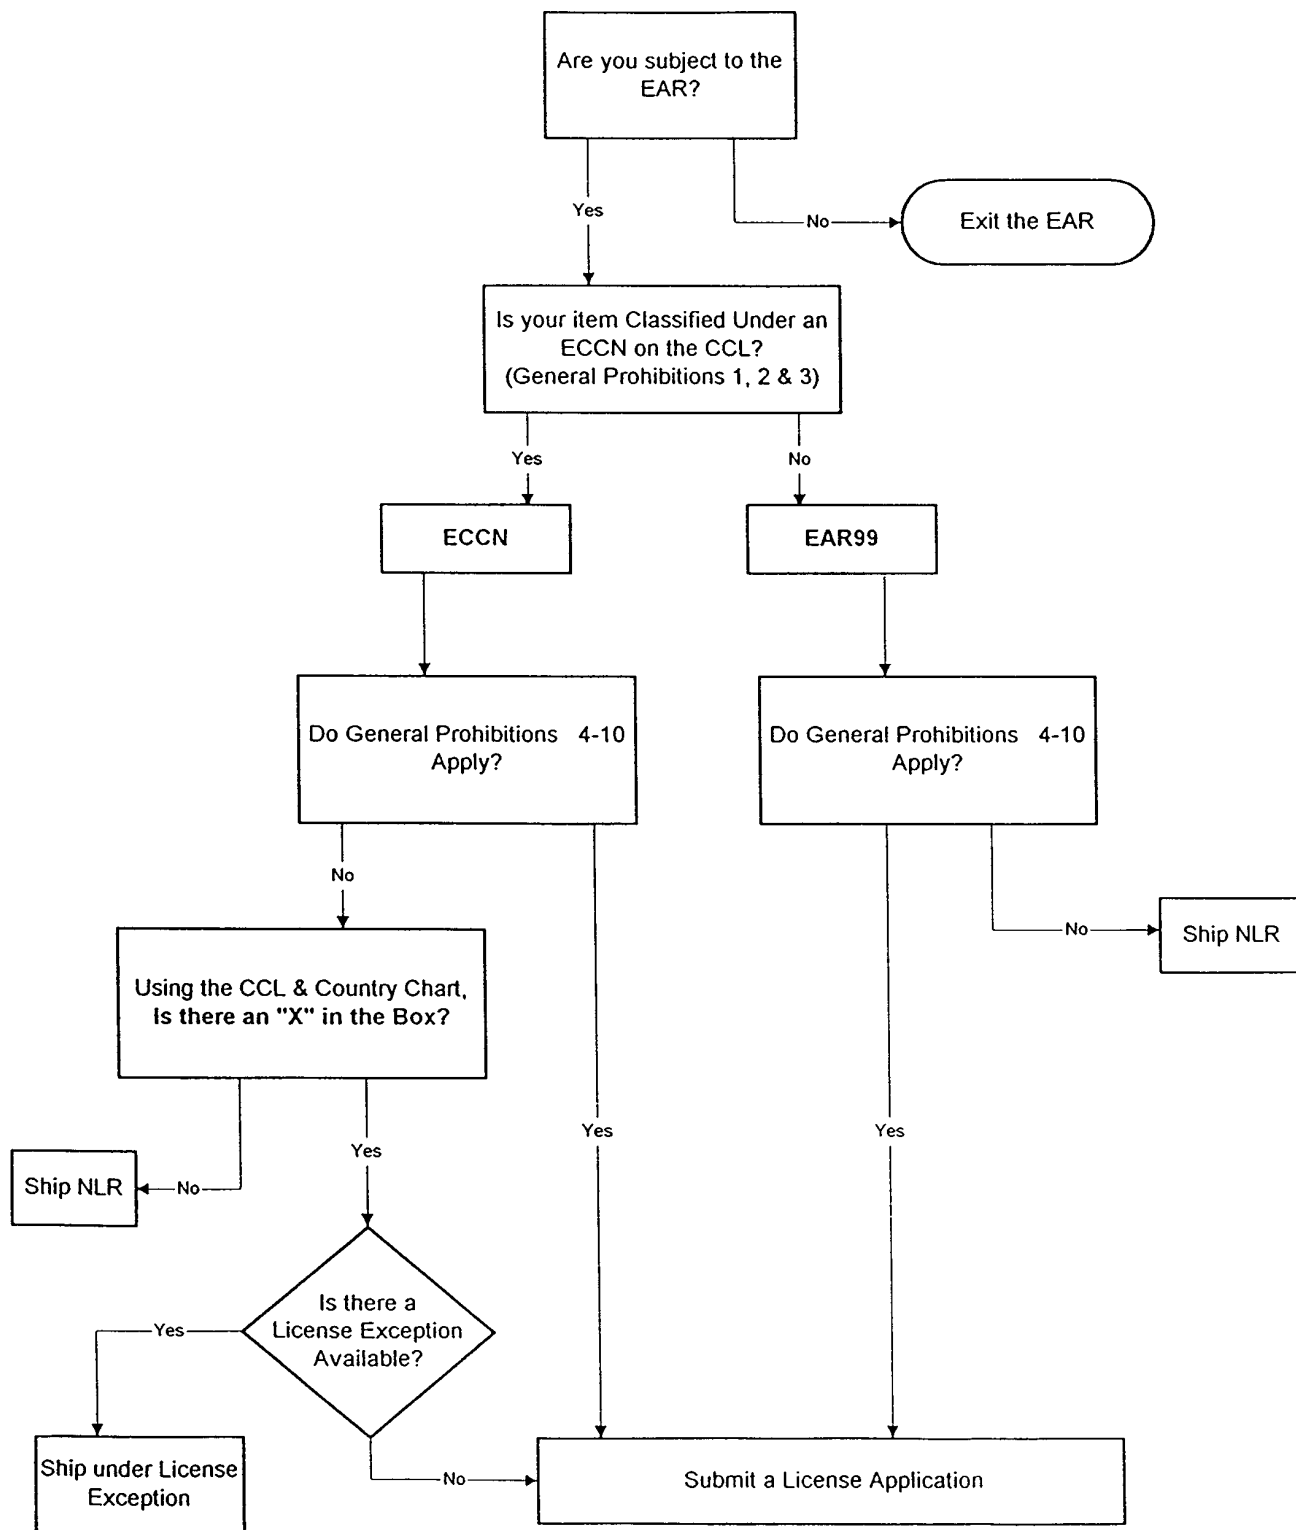 Are you subject to the
EAR?
Yes
No
Exit the EAR
Is your item Classified Under an
ECCN on the CCL?
(General Prohibitions 1, 2 & 3)
Yes
No
ECCN
EAR99
Do General Prohibitions 4-10
Apply?
Do General Prohibitions 4-10
Apply?
No
No
Ship NLR
Using the CCL & Country Chart,
Is there an "X" in the Box?
Yes
Yes
Yes
Ship NLR
No
Is there a
License Exception
Available?
Yes
Ship under License
Exception
No
Submit a License Application